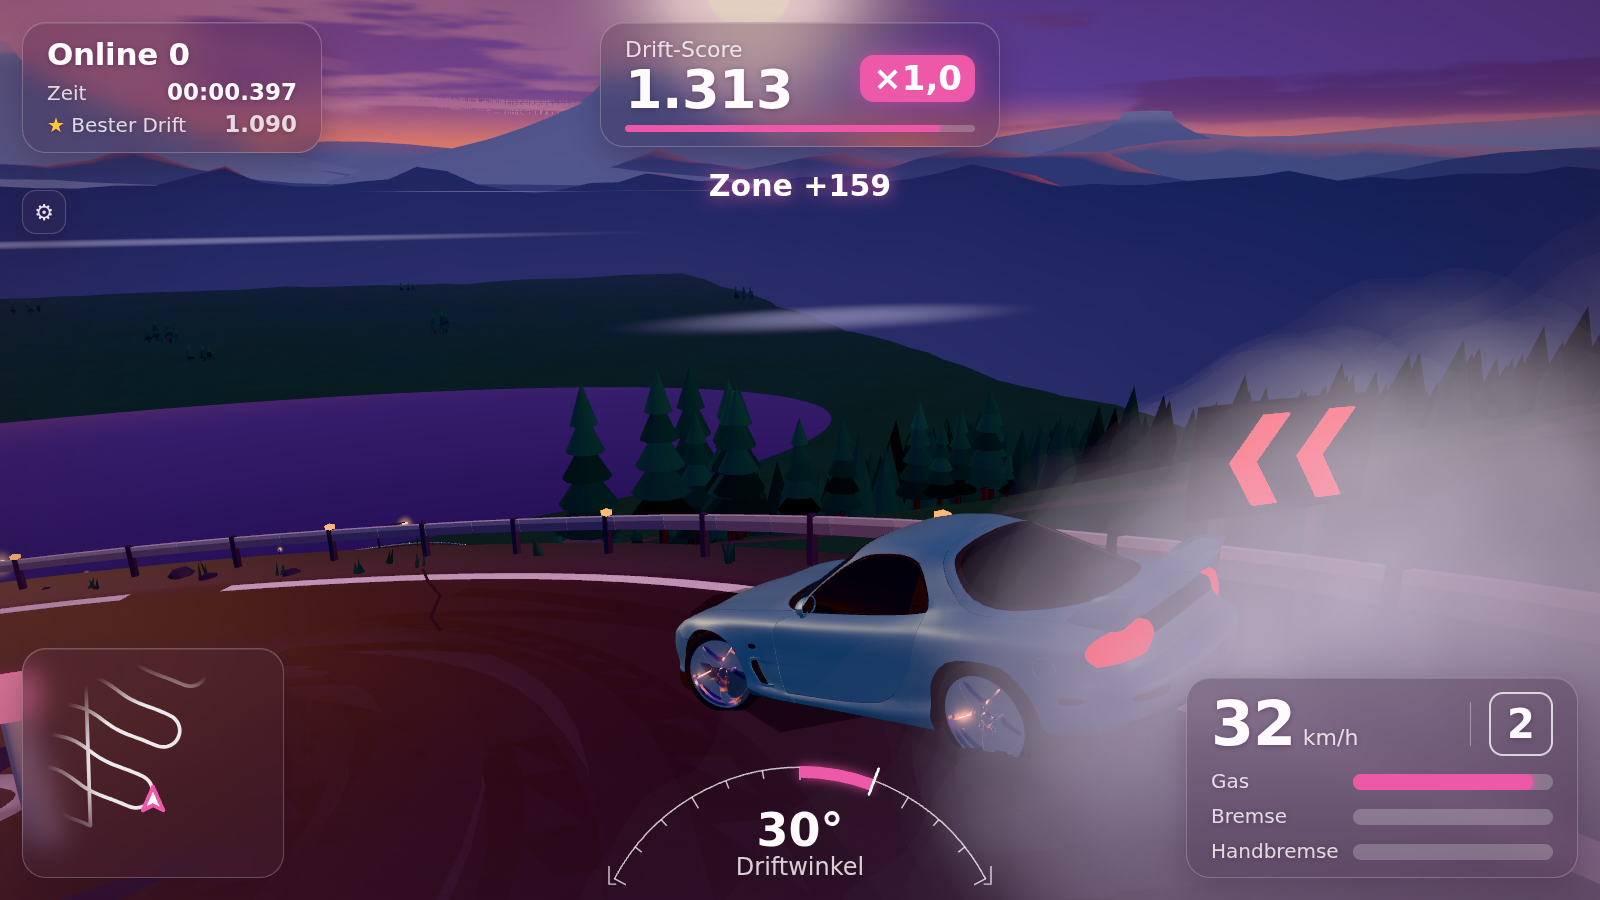 Online 0
Zeit 00:00.397
★ Bester Drift 1.090
Drift-Score
1.313 ×1,0
Zone +159
30°
Driftwinkel
32 km/h 2
Gas
Bremse
Handbremse